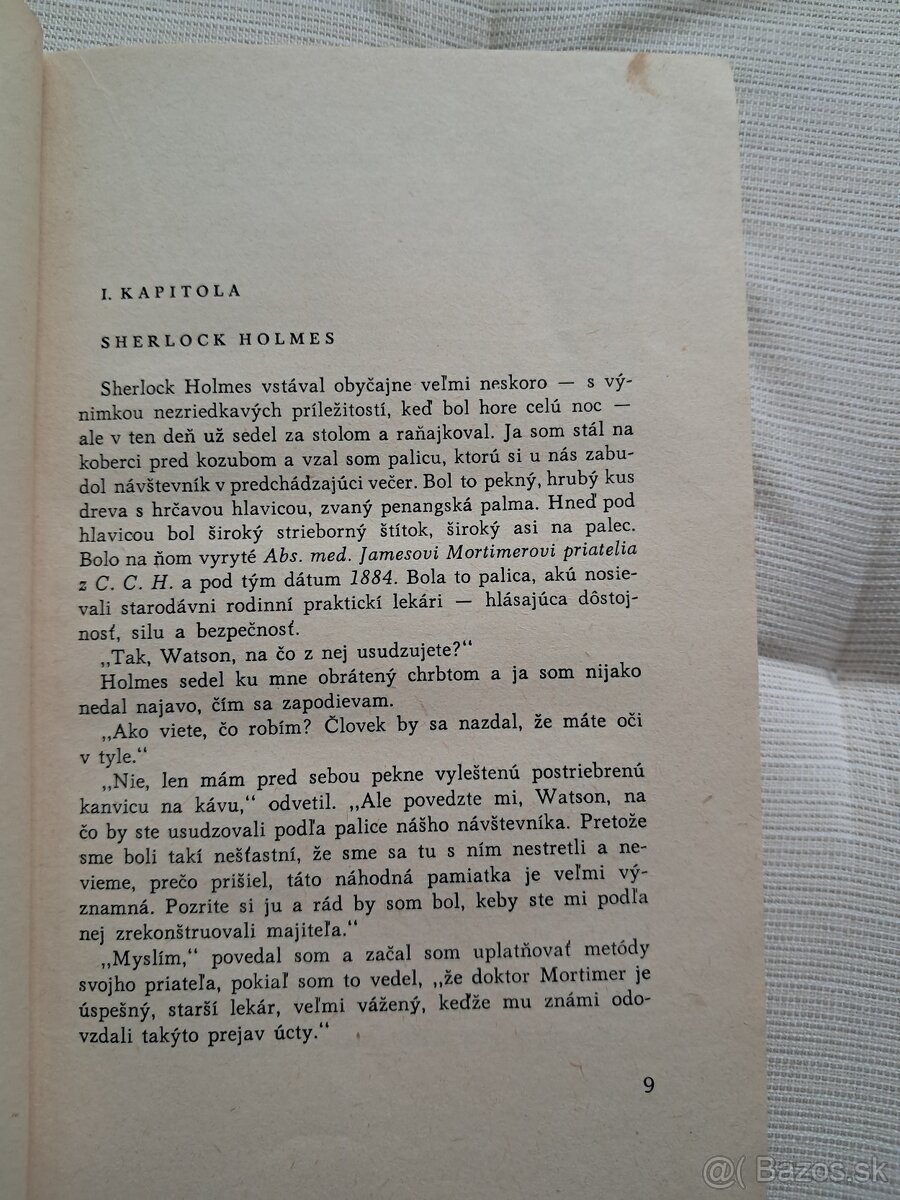 I. KAPITOLA
SHERLOCK HOLMES
Sherlock Holmes vstával obyčajne veľmi neskoro — s vý-
nimkou nezriedkavých príležitostí, keď bol hore celú noc —
ale v ten deň už sedel za stolom a raňajkoval. Ja som stál na
koberci pred kozubom a vzal som palicu, ktorú si u nás zabu-
dol návštevník v predchádzajúci večer. Bol to pekný, hrubý kus
dreva s hrčavou hlavicou, zvaný penangská palma. Hneď pod
hlavicou bol široký strieborný štítok, široký asi na palec.
Bolo na ňom vyryté Abs. med. Jamesovi Mortimerovi priatelia
z C. C. H. a pod tým dátum 1884. Bola to palica, akú nosie-
vali starodávni rodinní praktickí lekári — hlásajúca dôstoj-
nosť, silu a bezpečnosť.
„Tak, Watson, na čo z nej usudzujete?“
Holmes sedel ku mne obrátený chrbtom a ja som nijako
nedal najavo, čím sa zapodievam.
„Ako viete, čo robím? Človek by sa nazdal, že máte oči
v tyle.“
„Nie, len mám pred sebou pekne vyleštenú postriebrenú
kanvicu na kávu,“ odvetil. „Ale povedzte mi, Watson, na
čo by ste usudzovali podľa palice nášho návštevníka. Pretože
sme boli takí nešťastní, že sme sa tu s ním nestretli a ne-
vieme, prečo prišiel, táto náhodná pamiatka je veľmi vý-
znamná. Pozrite si ju a rád by som bol, keby ste mi podľa
nej zrekonštruovali majiteľa.“
„Myslím,“ povedal som a začal som uplatňovať metódy
svojho priateľa, pokiaľ som to vedel, „že doktor Mortimer je
úspešný, starší lekár, veľmi vážený, keďže mu známi odo-
vzdali takýto prejav úcty.“
9
@( Bazos.sk